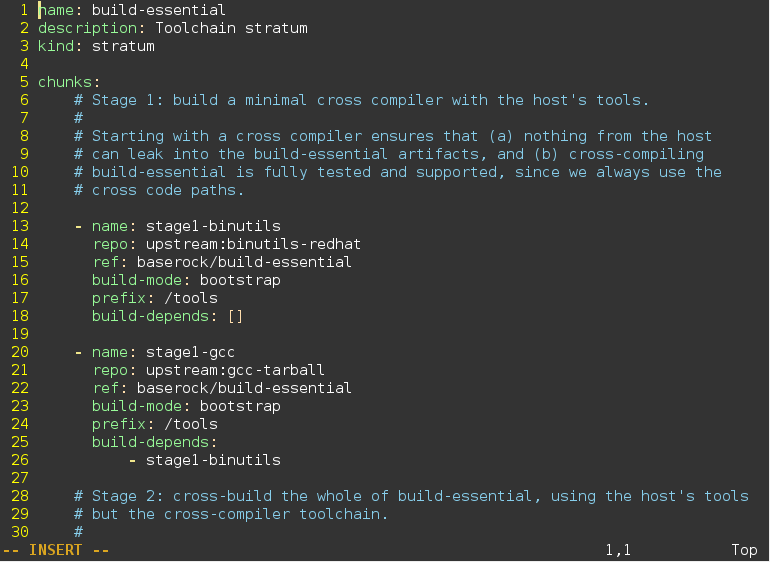 1 name: build-essential
2 description: Toolchain stratum
3 kind: stratum
4
5 chunks:
6     # Stage 1: build a minimal cross compiler with the host's tools.
7     #
8     # Starting with a cross compiler ensures that (a) nothing from the host
9     # can leak into the build-essential artifacts, and (b) cross-compiling
10     # build-essential is fully tested and supported, since we always use the
11     # cross code paths.
12
13     - name: stage1-binutils
14       repo: upstream:binutils-redhat
15       ref: baserock/build-essential
16       build-mode: bootstrap
17       prefix: /tools
18       build-depends: []
19
20     - name: stage1-gcc
21       repo: upstream:gcc-tarball
22       ref: baserock/build-essential
23       build-mode: bootstrap
24       prefix: /tools
25       build-depends:
26           - stage1-binutils
27
28     # Stage 2: cross-build the whole of build-essential, using the host's tools
29     # but the cross-compiler toolchain.
30     #
-- INSERT -- 1,1 Top